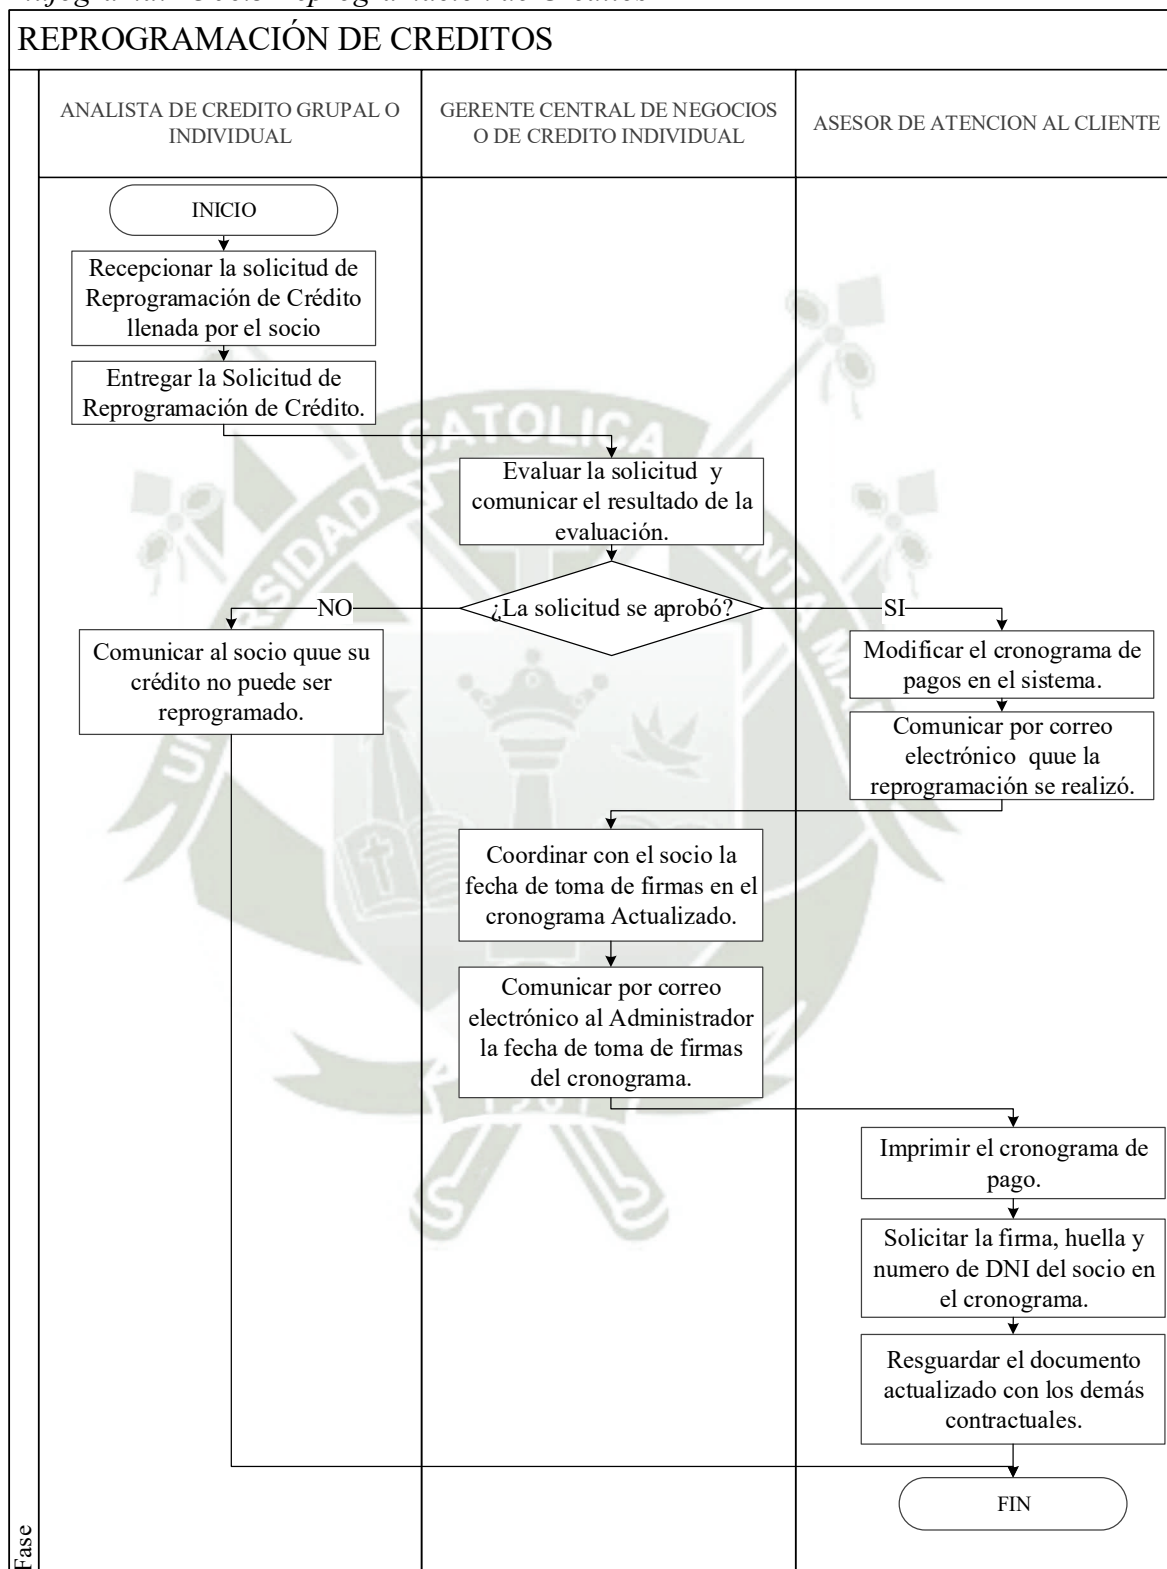 REPROGRAMACIÓN DE CREDITOS
ANALISTA DE CREDITO GRUPAL O
INDIVIDUAL
GERENTE CENTRAL DE NEGOCIOS
O DE CREDITO INDIVIDUAL
ASESOR DE ATENCION AL CLIENTE
INICIO
Recepcionar la solicitud de
Reprogramación de Crédito
llenada por el socio
Entregar la Solicitud de
Reprogramación de Crédito.
Evaluar la solicitud y
comunicar el resultado de la
evaluación.
¿La solicitud se aprobó?
NO
SI
Comunicar al socio quue su
crédito no puede ser
reprogramado.
Modificar el cronograma de
pagos en el sistema.
Comunicar por correo
electrónico quue la
reprogramación se realizó.
Coordinar con el socio la
fecha de toma de firmas en el
cronograma Actualizado.
Comunicar por correo
electrónico al Administrador
la fecha de toma de firmas
del cronograma.
Imprimir el cronograma de
pago.
Solicitar la firma, huella y
numero de DNI del socio en
el cronograma.
Resguardar el documento
actualizado con los demás
contractuales.
FIN
Fase
CATOLICA
1961